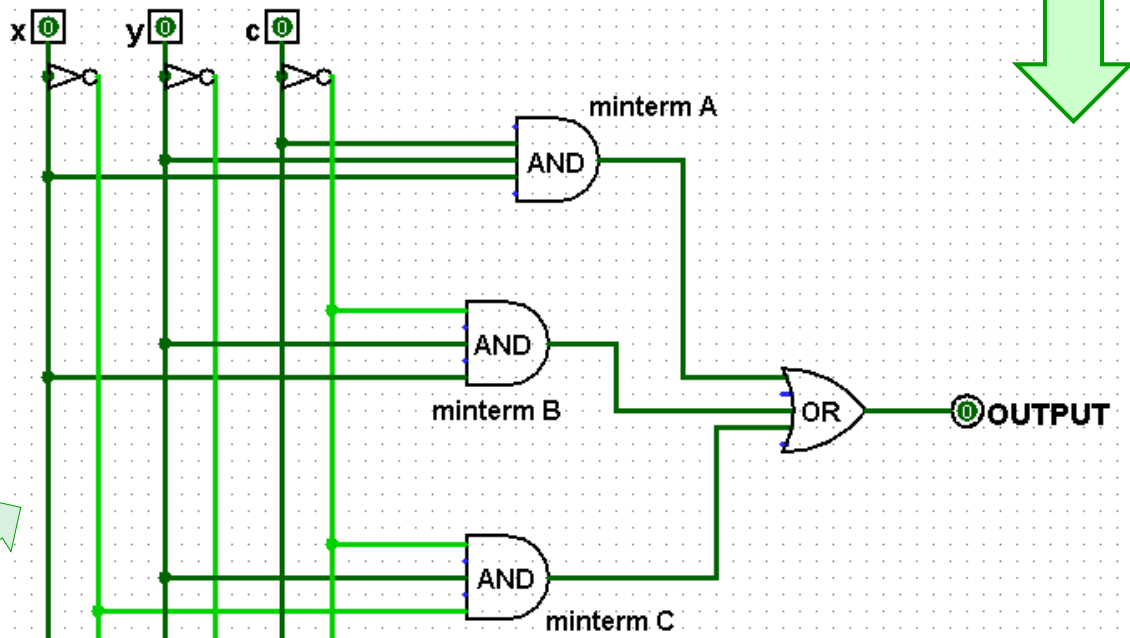 x 0 y 0 c 0
minterm A
AND
AND
minterm B
OR 0 OUTPUT
AND
minterm C